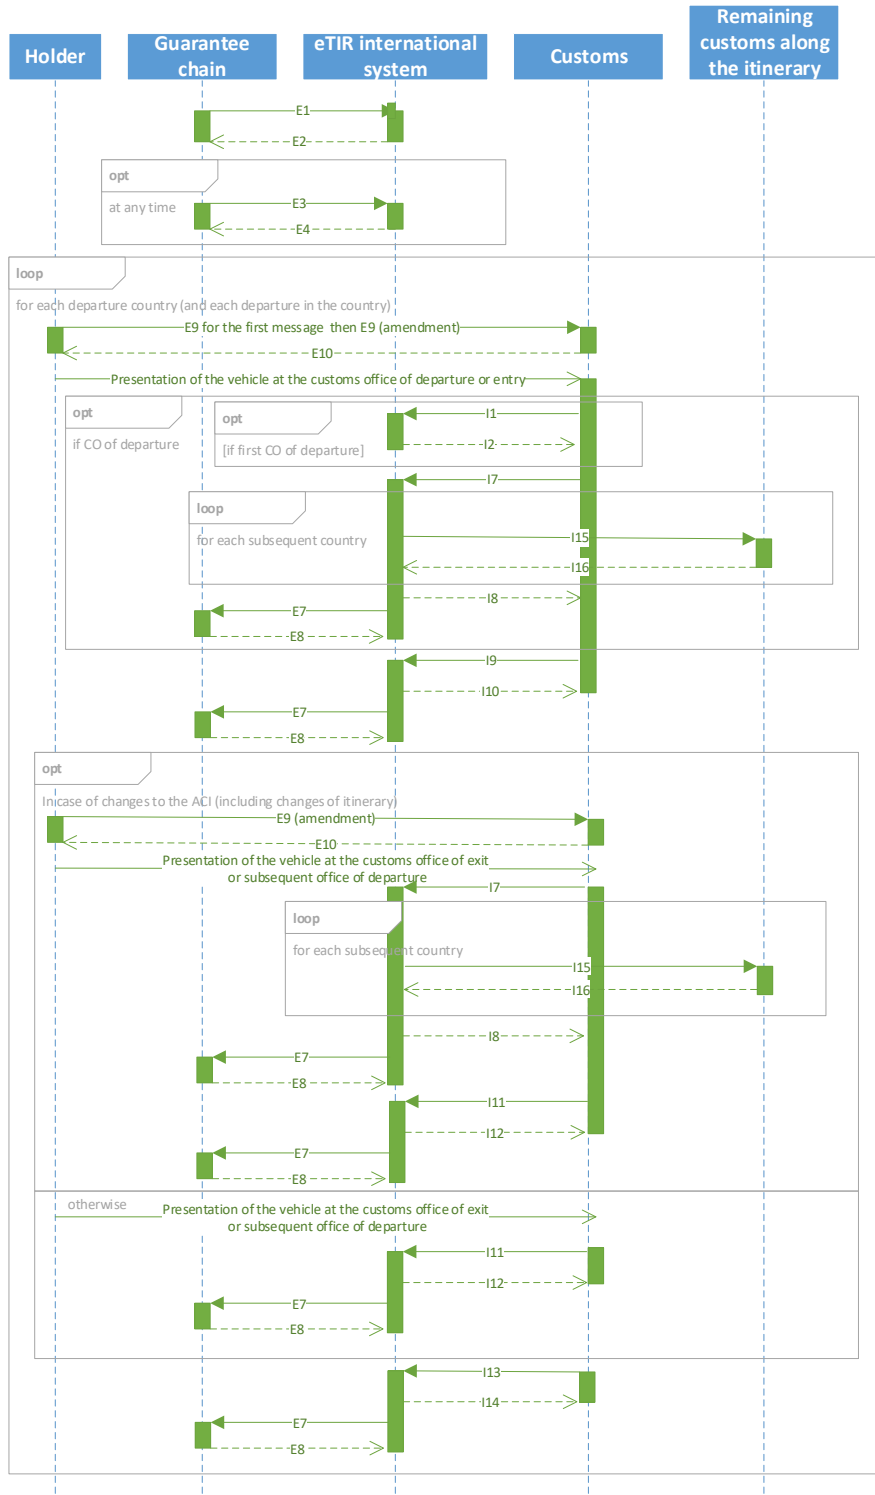 Holder
Guarantee
chain
eTIR international
system
Customs
Remaining
customs along
the itinerary
E1
E2
opt
at any time
E3
E4
loop
for each departure country (and each departure in the country)
E9 for the first message then E9 (amendment)
E10
Presentation of the vehicle at the customs office of departure or entry
opt
if CO of departure
opt
[if first CO of departure]
I1
I2
I7
loop
for each subsequent country
I15
I16
I8
E7
E8
I9
I10
E7
E8
opt
In case of changes to the ACI (including changes of itinerary)
E9 (amendment)
E10
Presentation of the vehicle at the customs office of exit
or subsequent office of departure
I7
loop
for each subsequent country
I15
I16
I8
E7
E8
I11
I12
E7
E8
otherwise
Presentation of the vehicle at the customs office of exit
or subsequent office of departure
I11
I12
E7
E8
I13
I14
E7
E8